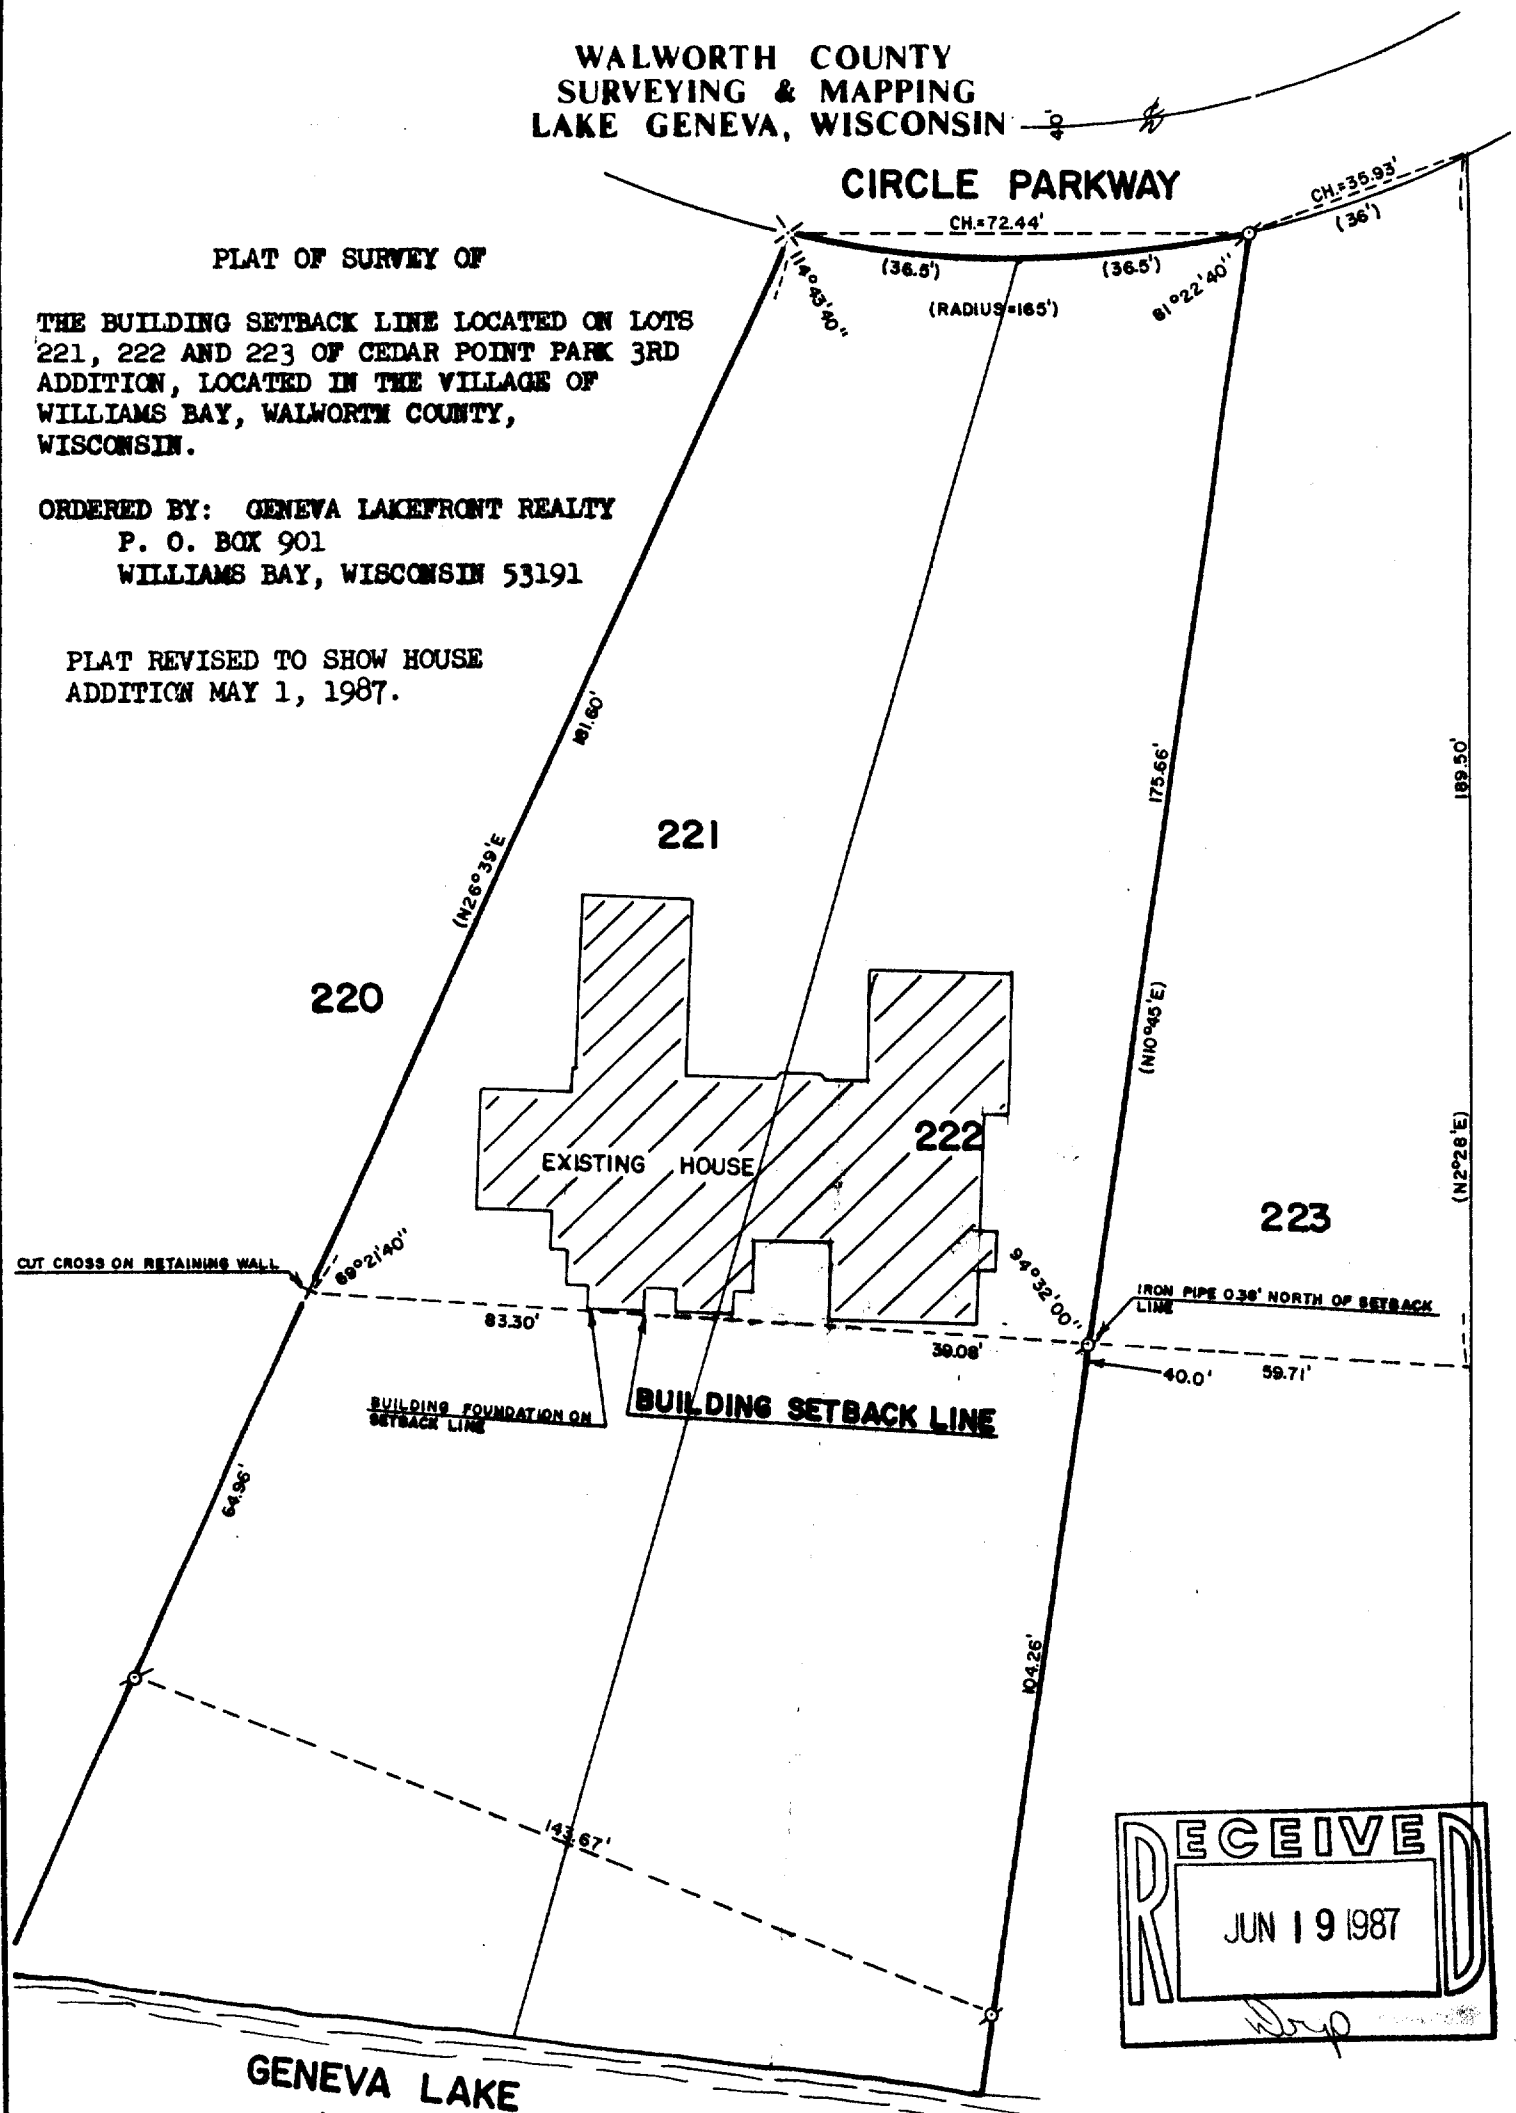 WALWORTH COUNTY
SURVEYING & MAPPING
LAKE GENEVA, WISCONSIN
40'
CIRCLE PARKWAY
CH.=72.44'
CH.=35.93'
(36')
(36.5')
(36.5')
(RADIUS=165')
114°43'40"
81°22'40"
PLAT OF SURVEY OF
THE BUILDING SETBACK LINE LOCATED ON LOTS
221, 222 AND 223 OF CEDAR POINT PARK 3RD
ADDITION, LOCATED IN THE VILLAGE OF
WILLIAMS BAY, WALWORTH COUNTY,
WISCONSIN.
ORDERED BY: GENEVA LAKEFRONT REALTY
P. O. BOX 901
WILLIAMS BAY, WISCONSIN 53191
PLAT REVISED TO SHOW HOUSE
ADDITION MAY 1, 1987.
181.60'
175.66'
189.50'
221
(N26°39'E
220
(N10°45'E)
222
(N2°28'E)
EXISTING HOUSE
223
CUT CROSS ON RETAINING WALL
69°21'40"
94°32'00"
IRON PIPE 0.38' NORTH OF SETBACK
LINE
83.30'
39.08'
40.0'
59.71'
BUILDING FOUNDATION ON
SETBACK LINE
BUILDING SETBACK LINE
64.96'
104.26'
143.67'
RECEIVED
JUN 19 1987
GENEVA LAKE